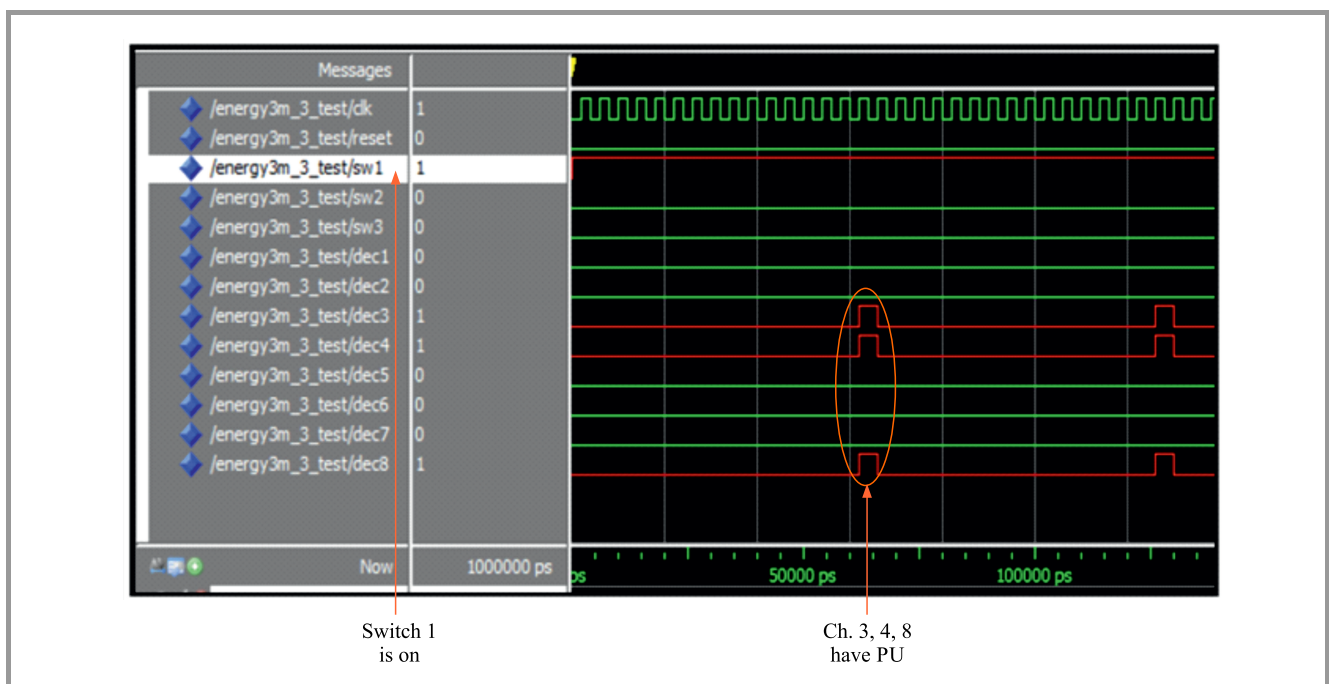 Messages
/energy3m_3_test/clk 1
/energy3m_3_test/reset 0
/energy3m_3_test/sw1 1
/energy3m_3_test/sw2 0
/energy3m_3_test/sw3 0
/energy3m_3_test/dec1 0
/energy3m_3_test/dec2 0
/energy3m_3_test/dec3 1
/energy3m_3_test/dec4 1
/energy3m_3_test/dec5 0
/energy3m_3_test/dec6 0
/energy3m_3_test/dec7 0
/energy3m_3_test/dec8 1
Now 1000000 ps ps 50000 ps 100000 ps
Switch 1
is on
Ch. 3, 4, 8
have PU